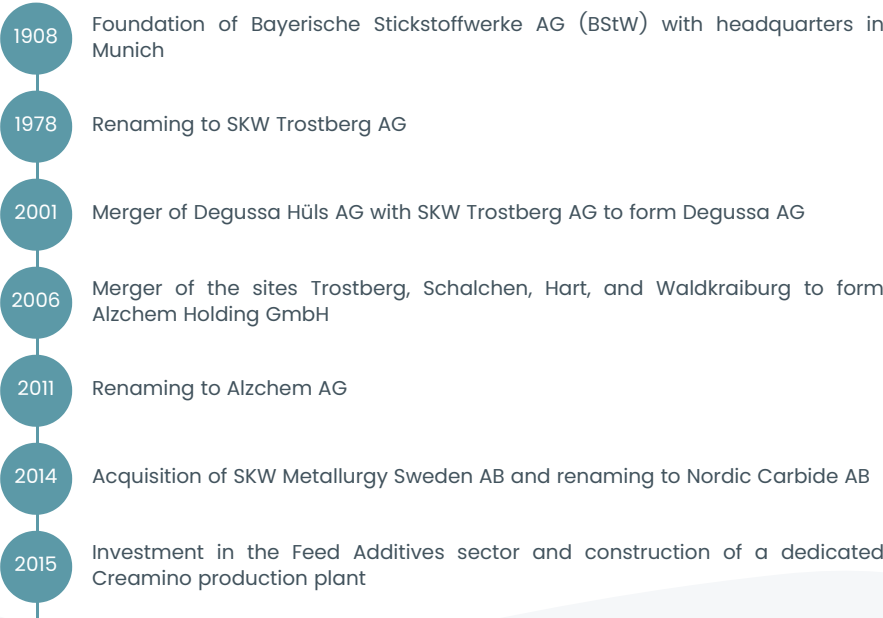 1908
Foundation of Bayerische Stickstoffwerke AG (BStW) with headquarters in
Munich
1978
Renaming to SKW Trostberg AG
2001
Merger of Degussa Hüls AG with SKW Trostberg AG to form Degussa AG
2006
Merger of the sites Trostberg, Schalchen, Hart, and Waldkraiburg to form
Alzchem Holding GmbH
2011
Renaming to Alzchem AG
2014
Acquisition of SKW Metallurgy Sweden AB and renaming to Nordic Carbide AB
2015
Investment in the Feed Additives sector and construction of a dedicated
Creamino production plant